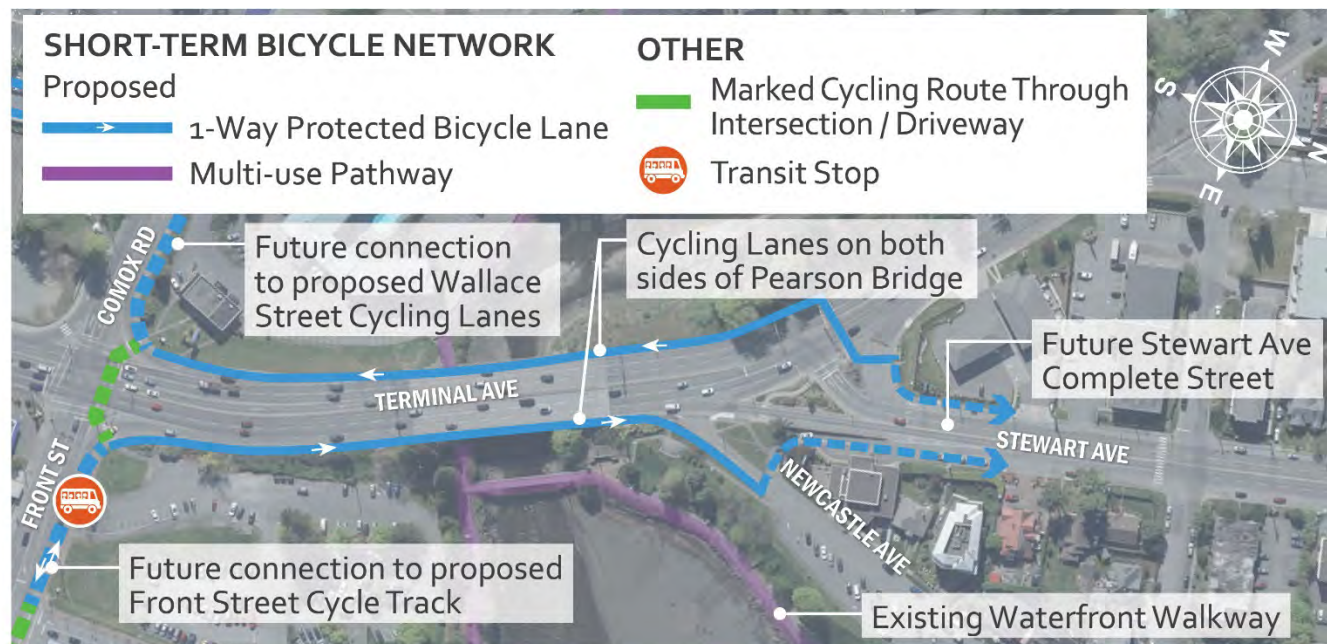 SHORT-TERM BICYCLE NETWORK
Proposed
1-Way Protected Bicycle Lane
Multi-use Pathway
OTHER
Marked Cycling Route Through
Intersection / Driveway
Transit Stop
W
S
N
E
COMOX RD
Future connection
to proposed Wallace
Street Cycling Lanes
Cycling Lanes on both
sides of Pearson Bridge
Future Stewart Ave
Complete Street
TERMINAL AVE
STEWART AVE
FRONT ST
NEWCASTLE AVE
Future connection to proposed
Front Street Cycle Track
Existing Waterfront Walkway